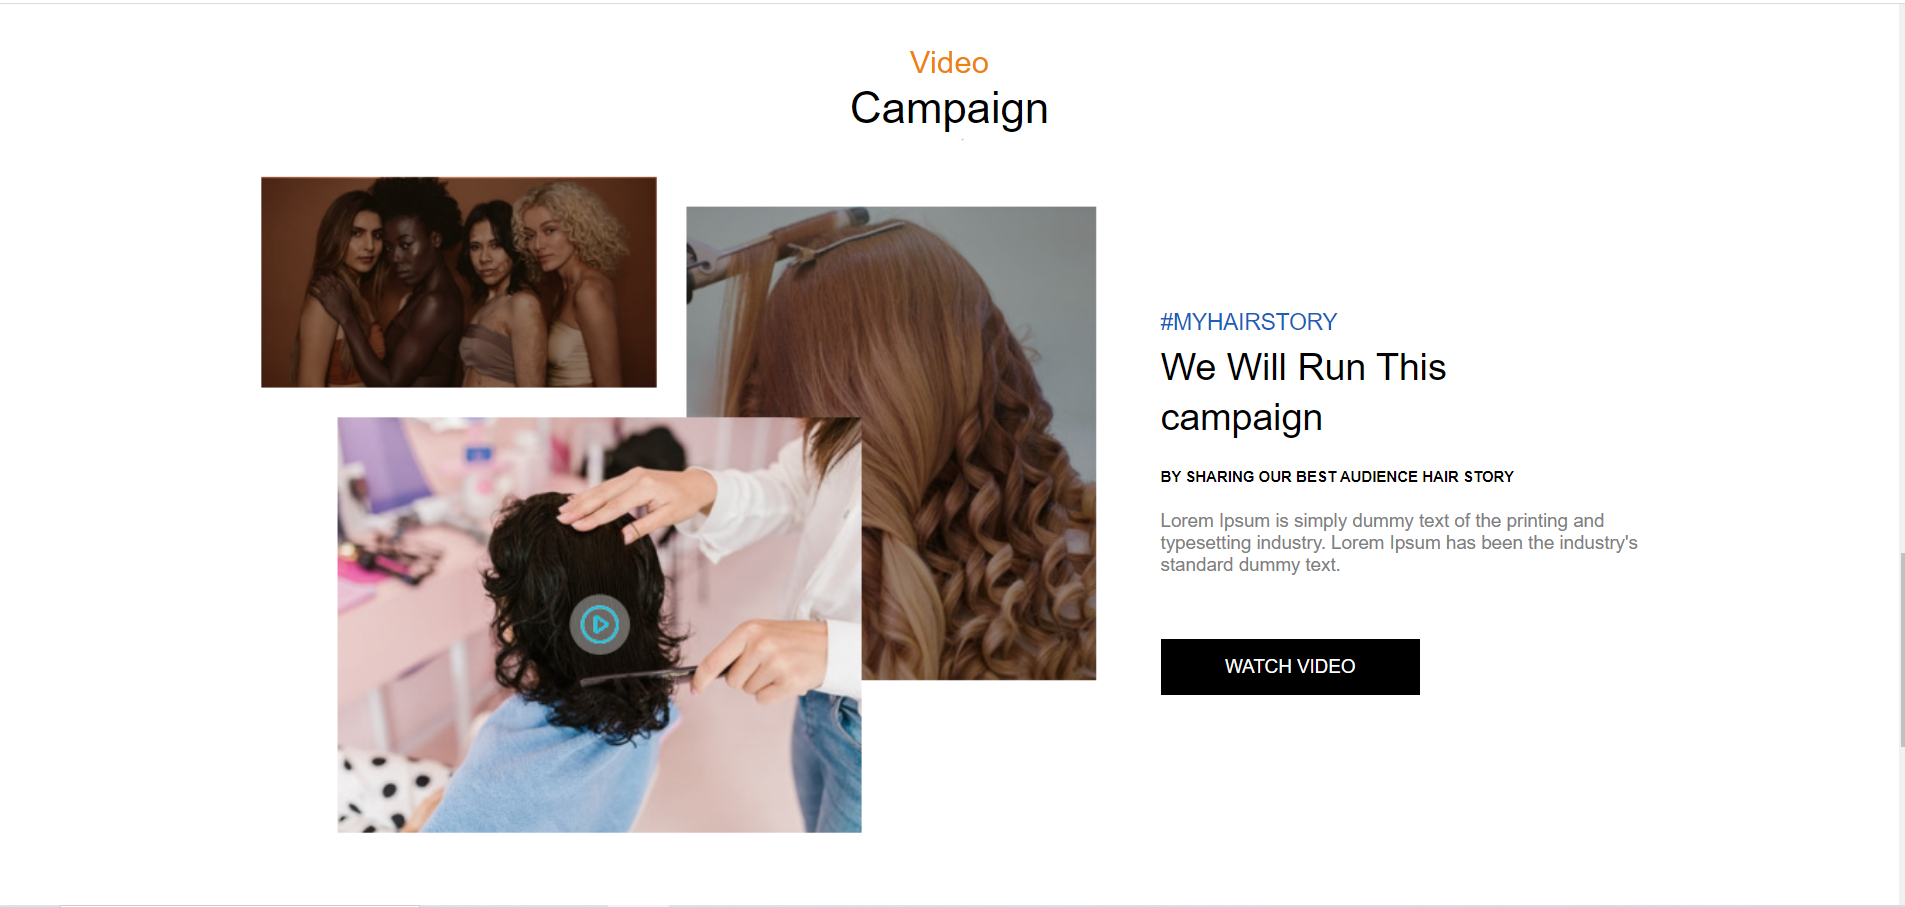 Video
Campaign
#MYHAIRSTORY
We Will Run This
campaign
BY SHARING OUR BEST AUDIENCE HAIR STORY
Lorem Ipsum is simply dummy text of the printing and
typesetting industry. Lorem Ipsum has been the industry's
standard dummy text.
WATCH VIDEO